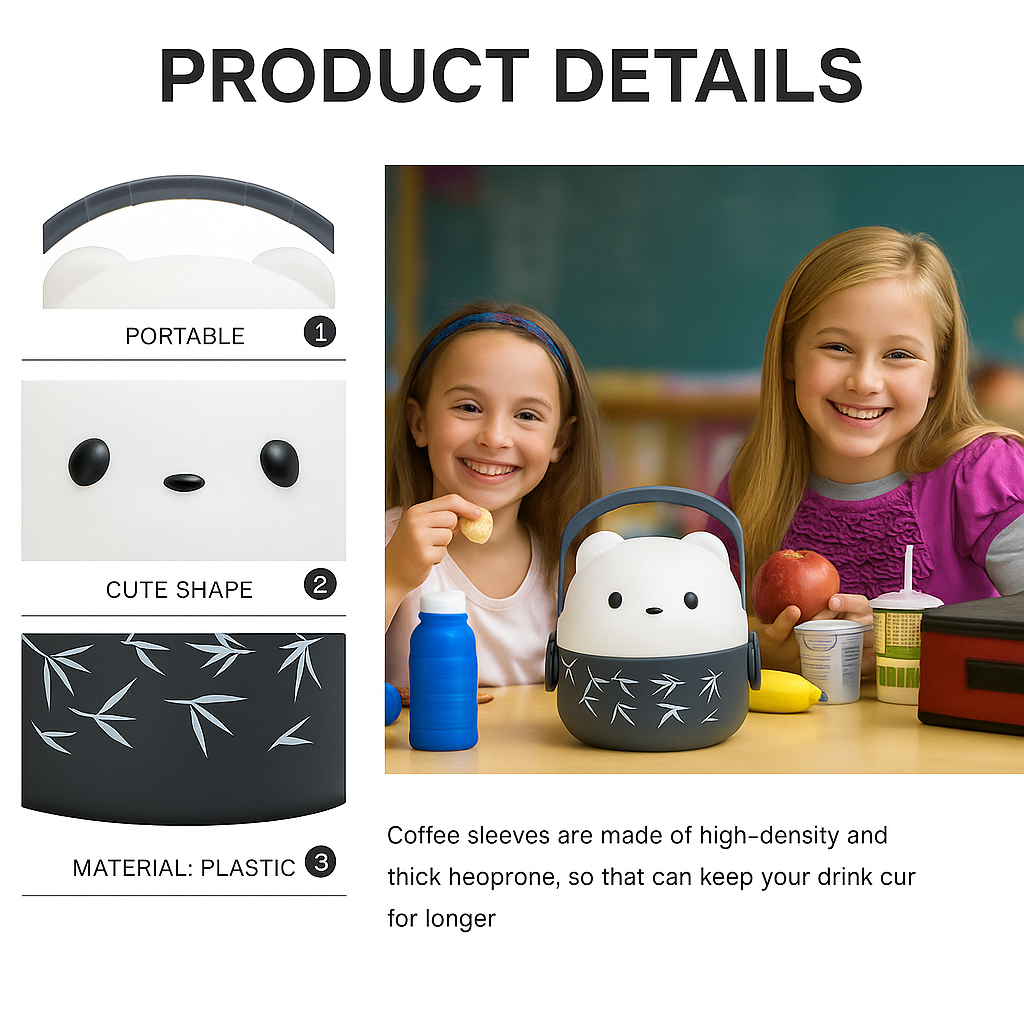 PRODUCT DETAILS
PORTABLE 1
CUTE SHAPE 2
MATERIAL: PLASTIC 3
Coffee sleeves are made of high-density and
thick heoprone, so that can keep your drink cur
for longer